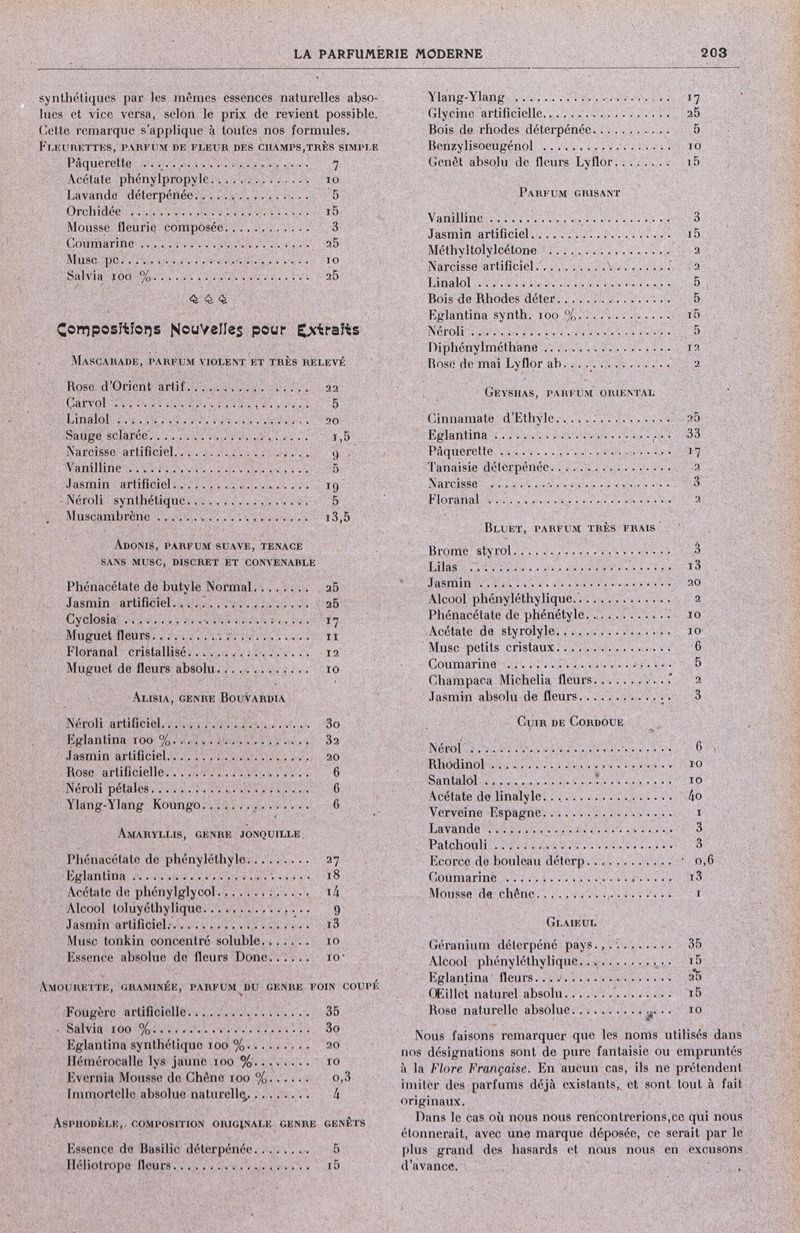 LA PARFUMERIE MODERNE 203
synthétiques par les mêmes essences naturelles abso-
lues et vice versa, selon le prix de revient possible.
Cette remarque s'applique à toutes nos formules.
FLEURETTES, PARFUM DE FLEUR DES CHAMPS, TRÈS SIMPLE
Pâquerette .................... 7
Acétate phénylpropyle............. 10
Lavande déterpénée............... 5
Orchidée ....................... 15
Mousse fleurie composée............ 3
Coumarine ...................... 25
Musc pc........................ 10
Salvia 100 %.................... 25
Compositions Nouvelles pour Extraits
MASCARADE, PARFUM VIOLENT ET TRÈS RELEVÉ
Rose d'Orient artif................ 22
Carvol ......................... 5
Linalol ......................... 20
Sauge sclarée.................... 1,5
Narcisse artificiel................. 9
Vanilline ....................... 5
Jasmin artificiel.................. 19
Néroli synthétique................ 5
Muscambrène .................... 13,5
ADONIS, PARFUM SUAVE, TENACE
SANS MUSC, DISCRET ET CONVENABLE
Phénacétate de butyle Normal........ 25
Jasmin artificiel.................. 25
Cyclosia ....................... 17
Muguet fleurs.................... 11
Floranal cristallisé................ 12
Muguet de fleurs absolu............ 10
ALISIA, GENRE BOUVARDIA
Néroli artificiel................... 30
Eglantina 100 %................. 32
Jasmin artificiel.................. 20
Rose artificielle.................. 6
Néroli pétales.................... 6
Ylang-Ylang Koungo.............. 6
AMARYLLIS, GENRE JONQUILLE
Phénacétate de phényléthyle......... 27
Eglantina ...................... 18
Acétate de phénylglycol............ 14
Alcool toluyéthylique.............. 9
Jasmin artificiel.................. 13
Musc tonkin concentré soluble....... 10
Essence absolue de fleurs Done...... 10
AMOURETTE, GRAMINÉE, PARFUM DU GENRE FOIN COUPÉ
Fougère artificielle................ 35
Salvia 100 %.................... 30
Eglantina synthétique 100 %......... 20
Hémérocalle lys jaune 100 %........ 10
Evernia Mousse de Chêne 100 %...... 0,3
Immortelle absolue naturelle......... 4
ASPHODÈLE, COMPOSITION ORIGINALE GENRE GENÊTS
Essence de Basilic déterpénée........ 5
Héliotrope fleurs.................. 15
Ylang-Ylang .................... 17
Glycine artificielle................. 25
Bois de rhodes déterpénée........... 5
Benzylisoeugénol ................. 10
Genêt absolu de fleurs Lyflor........ 15
PARFUM GRISANT
Vanilline ....................... 3
Jasmin artificiel.................. 15
Méthyltolylcétone ................ 2
Narcisse artificiel................. 2
Linalol ......................... 5
Bois de Rhodes déter............... 5
Eglantina synth. 100 %............ 15
Néroli ......................... 5
Diphénylméthane ................. 12
Rose de mai Lyflor ab............. 2
GEYSHAS, PARFUM ORIENTAL
Cinnamate d'Ethyle............... 25
Eglantina ...................... 33
Pâquerette ...................... 17
Tanaisie déterpénée................ 2
Narcisse ....................... 3
Floranal ....................... 2
BLUET, PARFUM TRÈS FRAIS
Brome styrol.................... 3
Lilas .......................... 13
Jasmin ......................... 20
Alcool phényléthylique............. 2
Phénacétate de phénétyle........... 10
Acétate de styrolyle............... 10
Musc petits cristaux............... 6
Coumarine ...................... 5
Champaca Michelia fleurs.......... 2
Jasmin absolu de fleurs............ 3
CUIR DE CORDOUE
Nérol .......................... 6
Rhodinol ....................... 10
Santalol ........................ 10
Acétate de linalyle................ 40
Verveine Espagne................. 1
Lavande ....................... 3
Patchouli ....................... 3
Ecorce de bouleau déterp............ 0,6
Coumarine ...................... 13
Mousse de chêne.................. 1
GLAIEUL
Géranium déterpéné pays........... 35
Alcool phényléthylique............. 15
Eglantina fleurs.................. 25
Œillet naturel absolu.............. 15
Rose naturelle absolue............. 10
Nous faisons remarquer que les noms utilisés dans
nos désignations sont de pure fantaisie ou empruntés
à la Flore Française. En aucun cas, ils ne prétendent
imiter des parfums déjà existants, et sont tout à fait
originaux.
Dans le cas où nous nous rencontrerions, ce qui nous
étonnerait, avec une marque déposée, ce serait par le
plus grand des hasards et nous nous en excusons
d'avance.